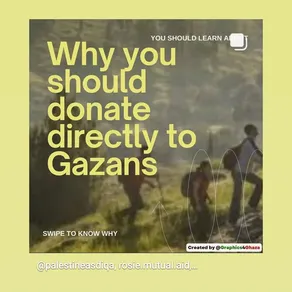 YOU SHOULD LEARN
Why you
should
donate
directly to
Gazans
SWIPE TO KNOW WHY
Created by @Graphics4Ghaza
@palestineashiqa, rosie.mutual.aid,...